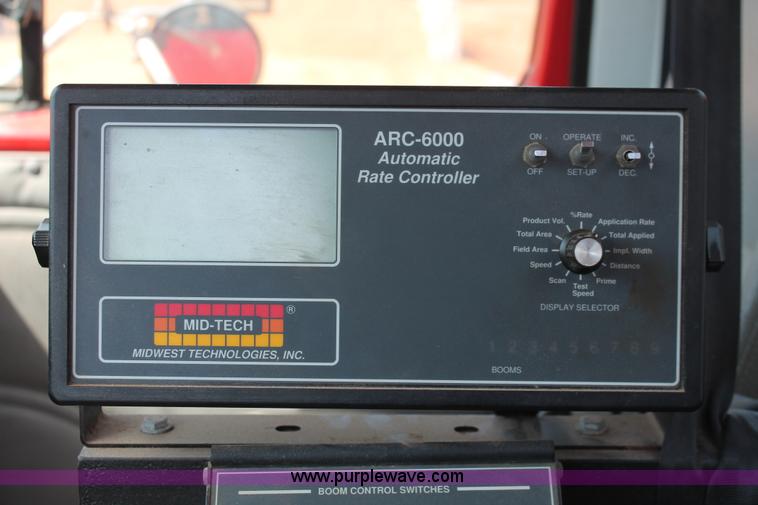 ARC-6000
Automatic
Rate Controller
ON
OFF
OPERATE
SET-UP
INC.
DEC.
%Rate
Product Vol.
Application Rate
Total Area
Total Applied
Field Area
Impl. Width
Speed
Distance
Scan
Prime
Test
Speed
DISPLAY SELECTOR
MID-TECH ®
MIDWEST TECHNOLOGIES, INC.
1 2 3 4 5 6 7 8 9
BOOMS
www.purplewave.com
BOOM CONTROL SWITCHES